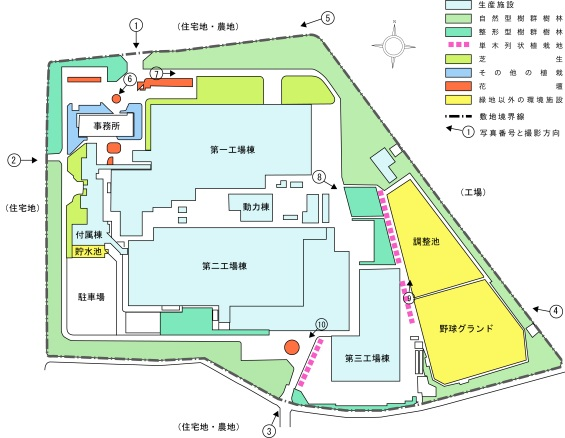 (住宅地・農地)
①
⑤
N
生産施設
自然型樹群樹林
整形型樹群樹林
単木列状植栽地
芝生
その他の植栽
花壇
緑地以外の環境施設
敷地境界線
① 写真番号と撮影方向
⑦
⑥
事務所
第一工場棟
②
⑧
(住宅地)
(工場)
動力棟
付属棟
調整池
貯水池
第二工場棟
駐車場
⑨
④
⑩
野球グランド
第三工場棟
(住宅地・農地)
③